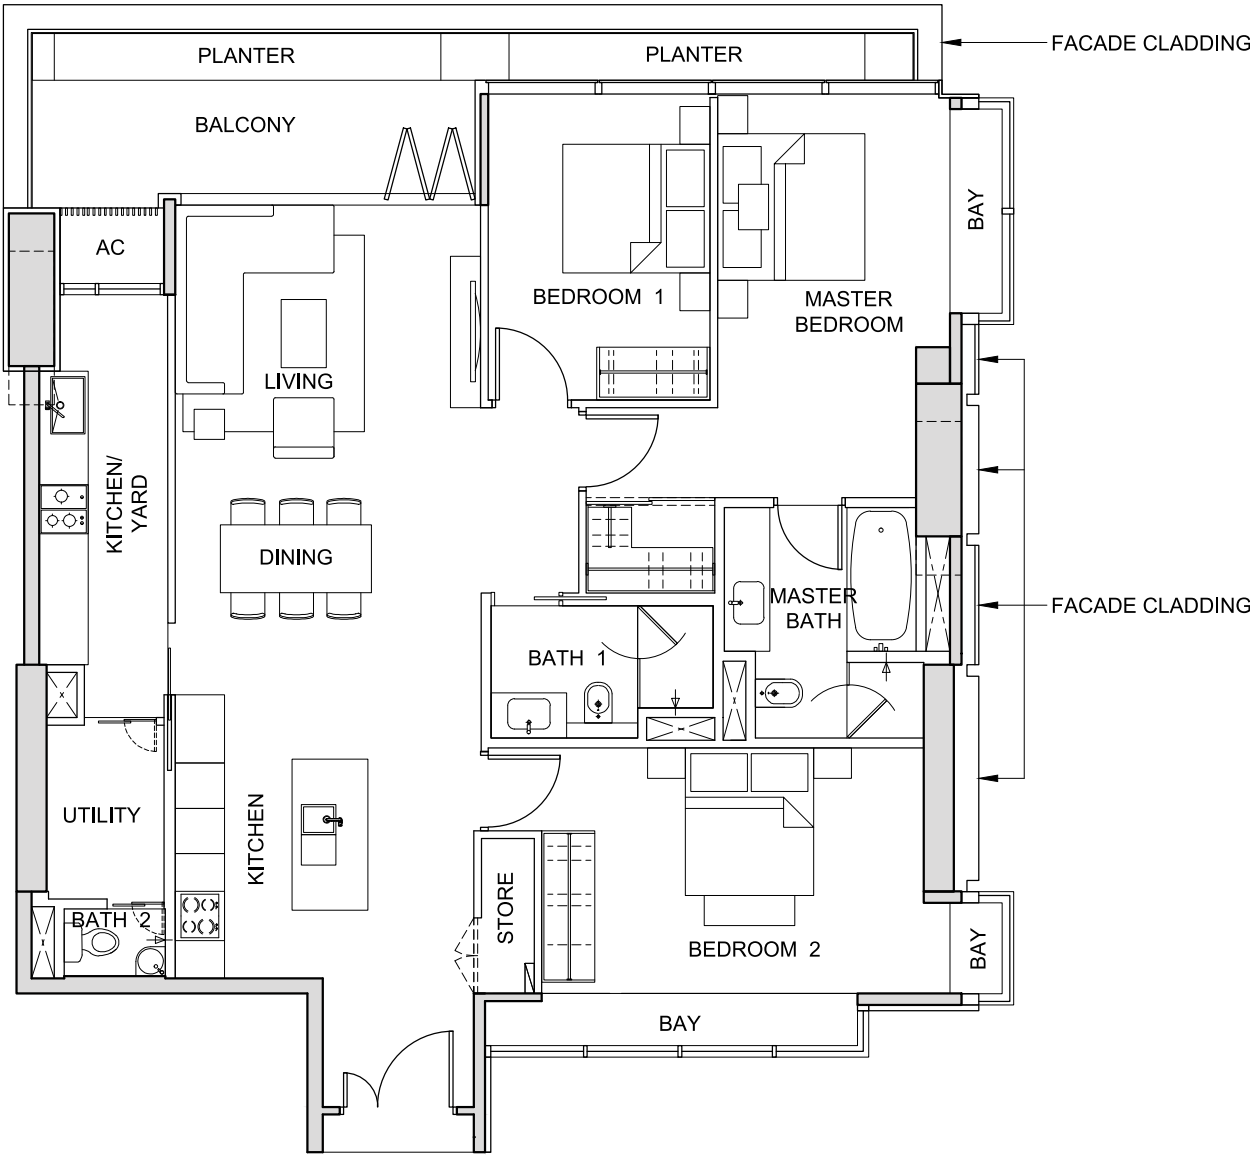 FACADE CLADDING
PLANTER
PLANTER
BALCONY
BAY
AC
BEDROOM 1
MASTER
BEDROOM
LIVING
KITCHEN/
YARD
DINING
MASTER
BATH
FACADE CLADDING
BATH 1
UTILITY
KITCHEN
STORE
BATH 2
BEDROOM 2
BAY
BAY